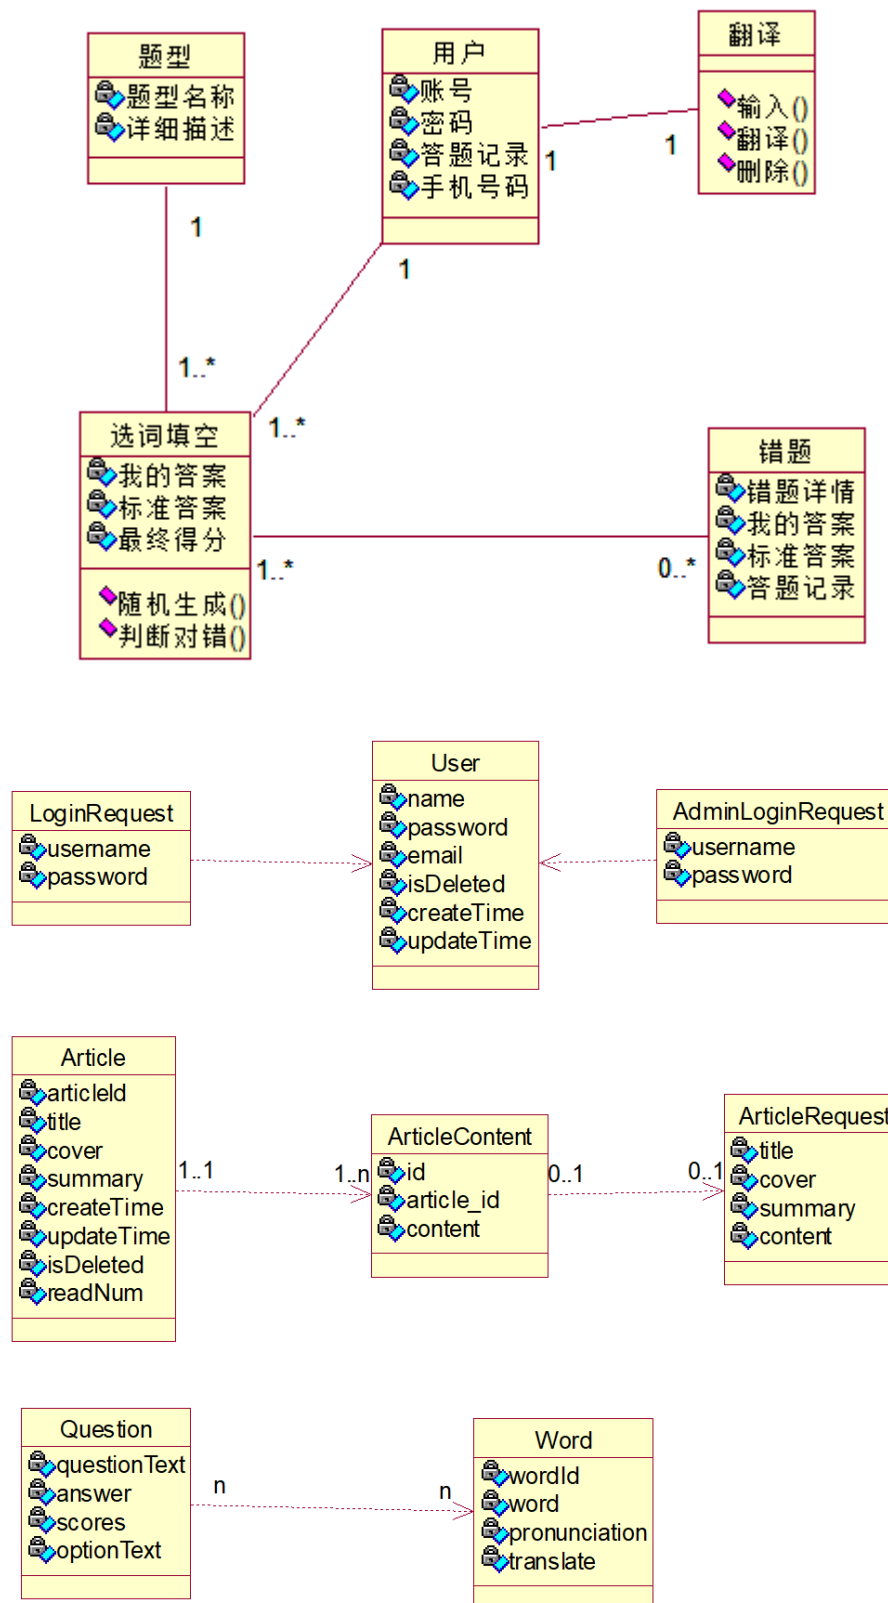 题型
题型名称
详细描述
用户
账号
密码
答题记录
手机号码
翻译
输入()
翻译()
删除()
1
1
1
1
1..*
1..*
选词填空
我的答案
标准答案
最终得分
随机生成()
判断对错()
1..*
0..*
错题
错题详情
我的答案
标准答案
答题记录
LoginRequest
username
password
User
name
password
email
isDeleted
createTime
updateTime
AdminLoginRequest
username
password
Article
articleId
title
cover
summary
createTime
updateTime
isDeleted
readNum
1..1
1..n
ArticleContent
id
article_id
content
0..1
0..1
ArticleRequest
title
cover
summary
content
Question
questionText
answer
scores
optionText
n
n
Word
wordId
word
pronunciation
translate